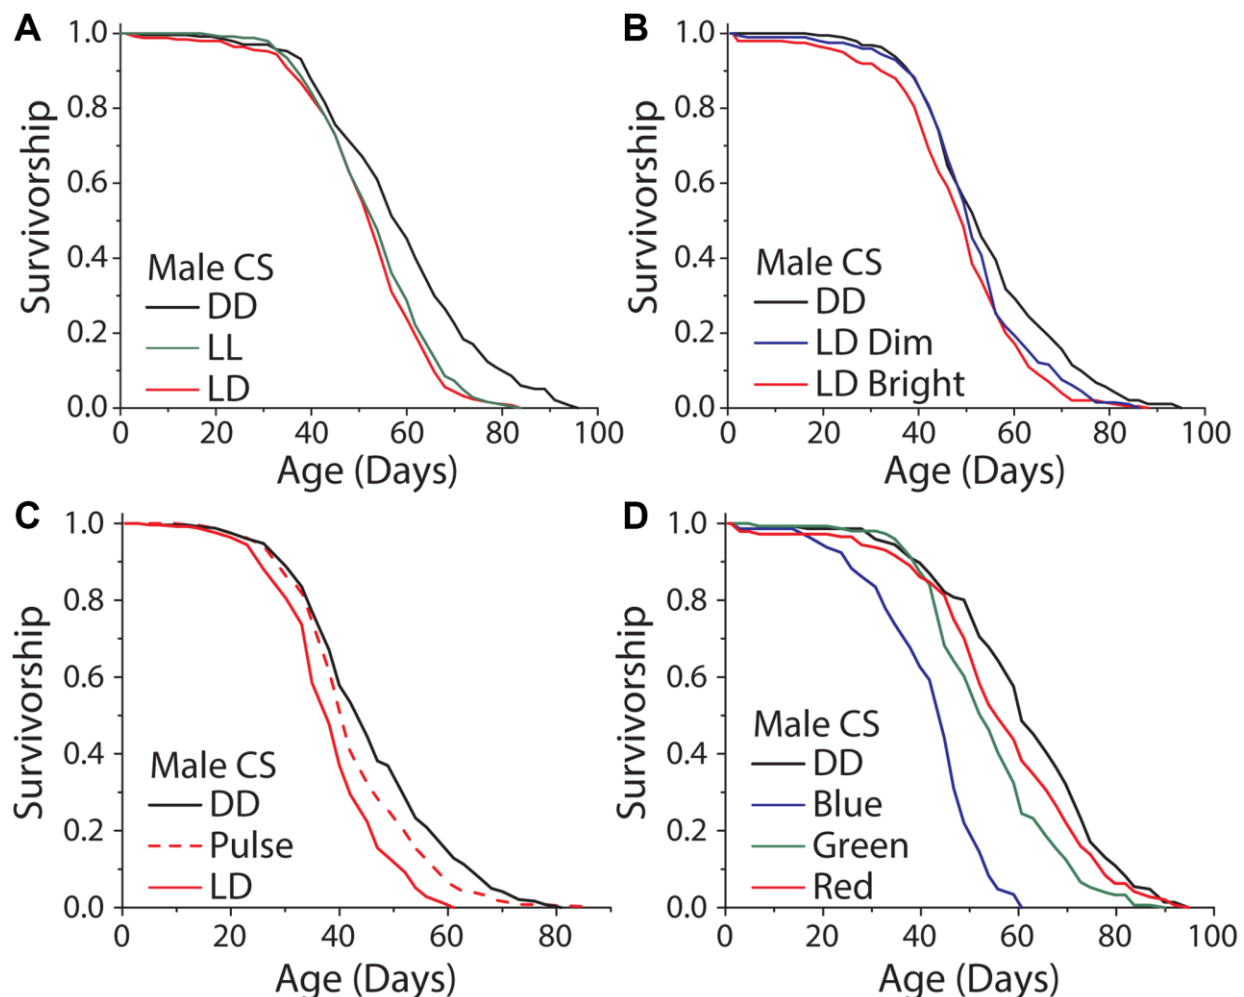 A
Survivorship
1.0
0.8
0.6
0.4
0.2
0.0
Male CS
DD
LL
LD
0 20 40 60 80 100
Age (Days)
B
Survivorship
1.0
0.8
0.6
0.4
0.2
0.0
Male CS
DD
LD Dim
LD Bright
0 20 40 60 80 100
Age (Days)
C
Survivorship
1.0
0.8
0.6
0.4
0.2
0.0
Male CS
DD
Pulse
LD
0 20 40 60 80
Age (Days)
D
Survivorship
1.0
0.8
0.6
0.4
0.2
0.0
Male CS
DD
Blue
Green
Red
0 20 40 60 80 100
Age (Days)